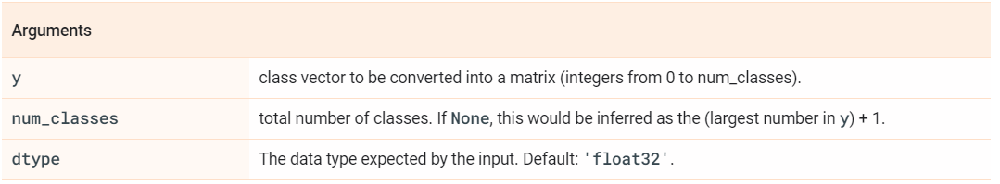 Arguments
y class vector to be converted into a matrix (integers from 0 to num_classes).
num_classes total number of classes. If None, this would be inferred as the (largest number in y) + 1.
dtype The data type expected by the input. Default: 'float32'.